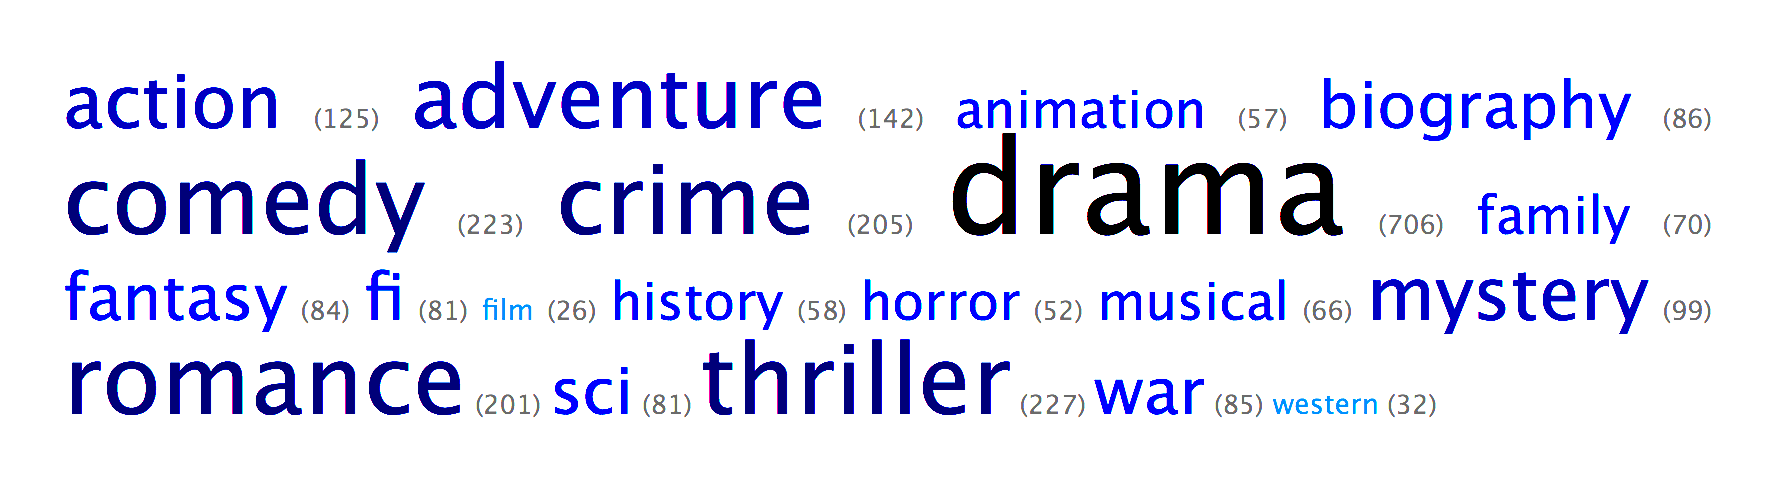 action (125) adventure (142) animation (57) biography (86)
comedy (223) crime (205) drama (706) family (70)
fantasy (84) fi (81) film (26) history (58) horror (52) musical (66) mystery (99)
romance (201) sci (81) thriller (227) war (85) western (32)